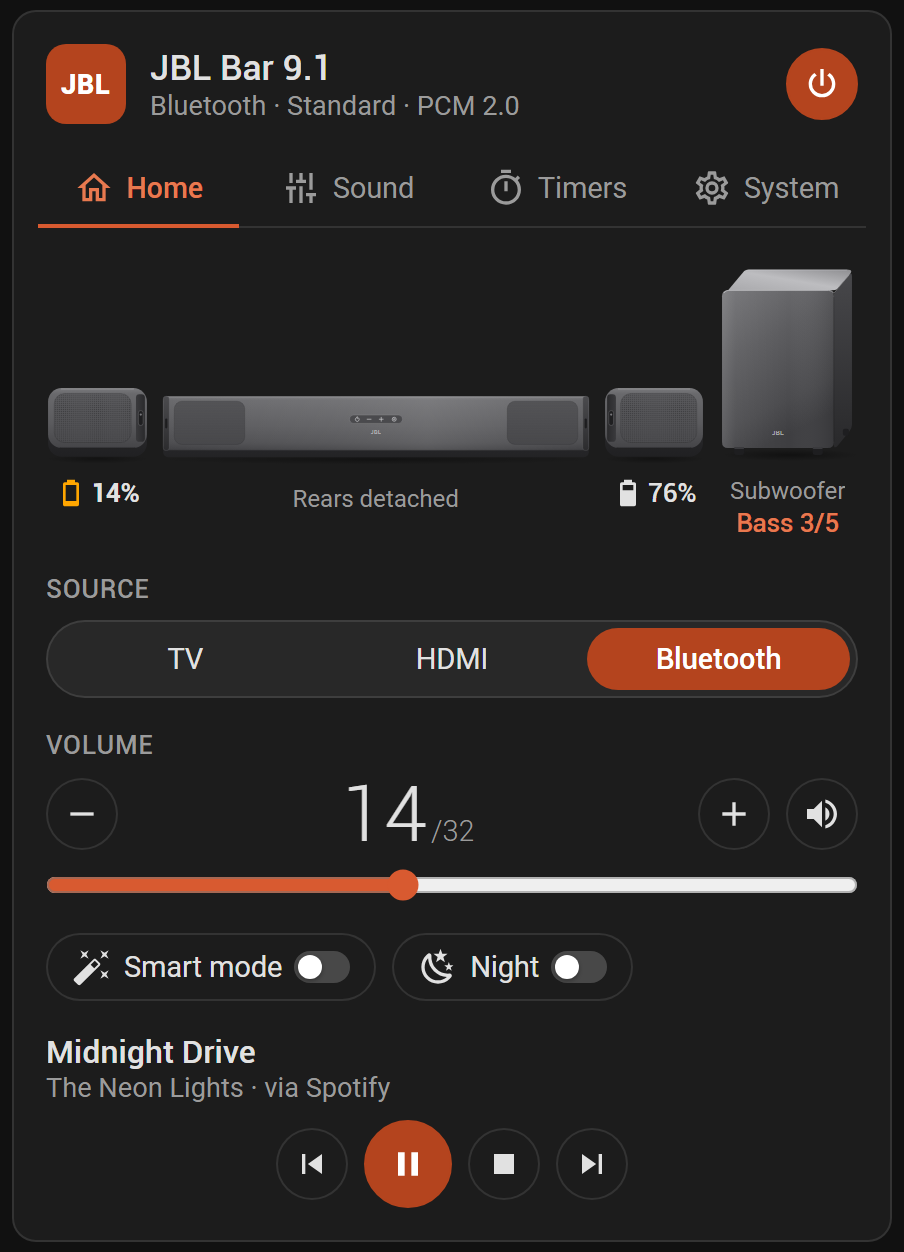 JBL
JBL Bar 9.1
Bluetooth · Standard · PCM 2.0
Home
Sound
Timers
System
JBL
JBL
14%
Rears detached
76%
Subwoofer
Bass 3/5
SOURCE
TV
HDMI
Bluetooth
VOLUME
14/32
Smart mode
Night
Midnight Drive
The Neon Lights · via Spotify